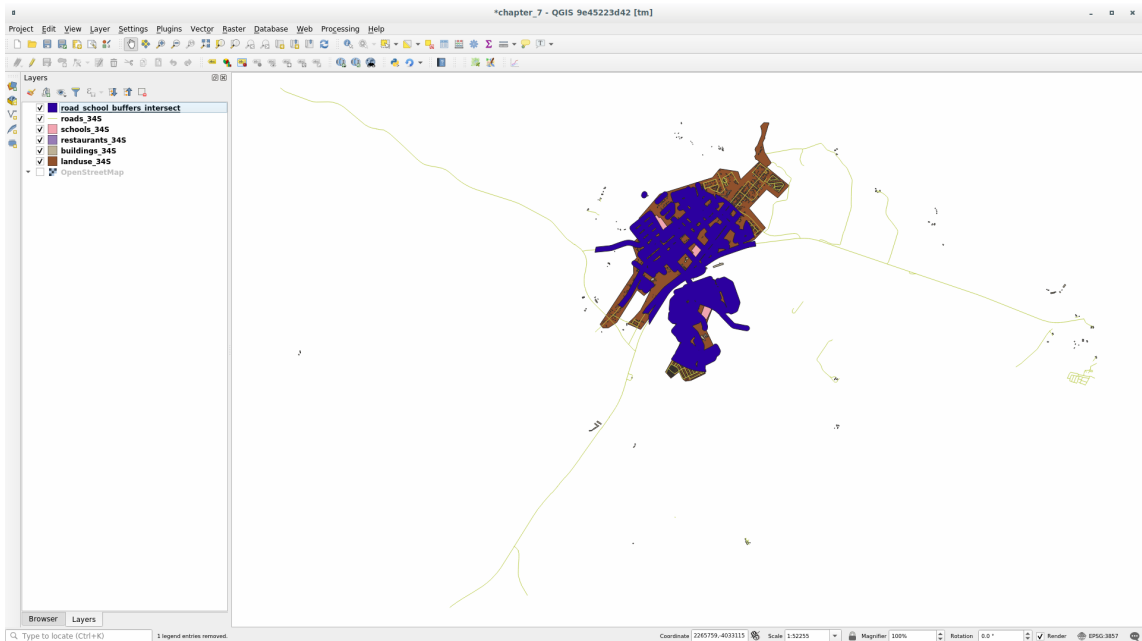 *chapter_7 - QGIS 9e45223d42 [tm]
Project Edit View Layer Settings Plugins Vector Raster Database Web Processing Help
Layers
road_school_buffers_intersect
roads_34S
schools_34S
restaurants_34S
buildings_34S
landuse_34S
OpenStreetMap
Browser Layers
Type to locate (Ctrl+K) 1 legend entries removed. Coordinate 2265759,-4033115 Scale 1:52255 Magnifier 100% Rotation 0.0 ° Render EPSG:3857